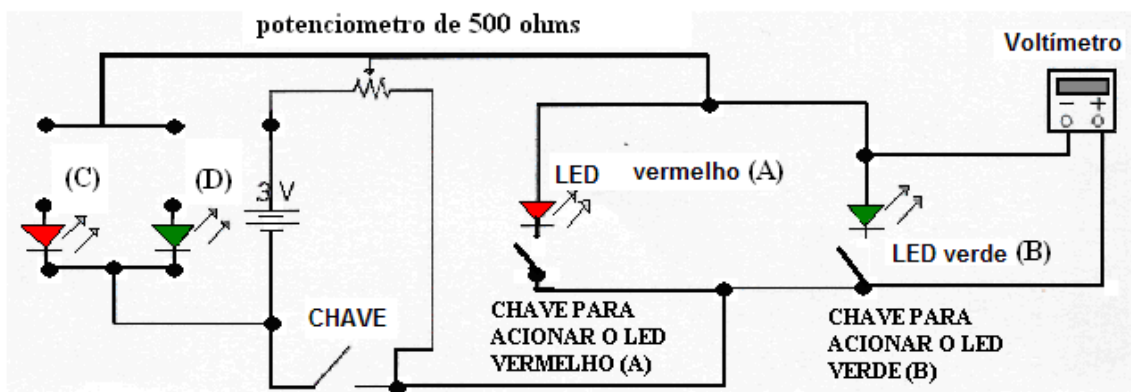 potenciometro de 500 ohms
Voltímetro
- +
(C)
(D)
3 V
LED vermelho (A)
LED verde (B)
CHAVE
CHAVE PARA
ACIONAR O LED
VERMELHO (A)
CHAVE PARA
ACIONAR O LED
VERDE (B)